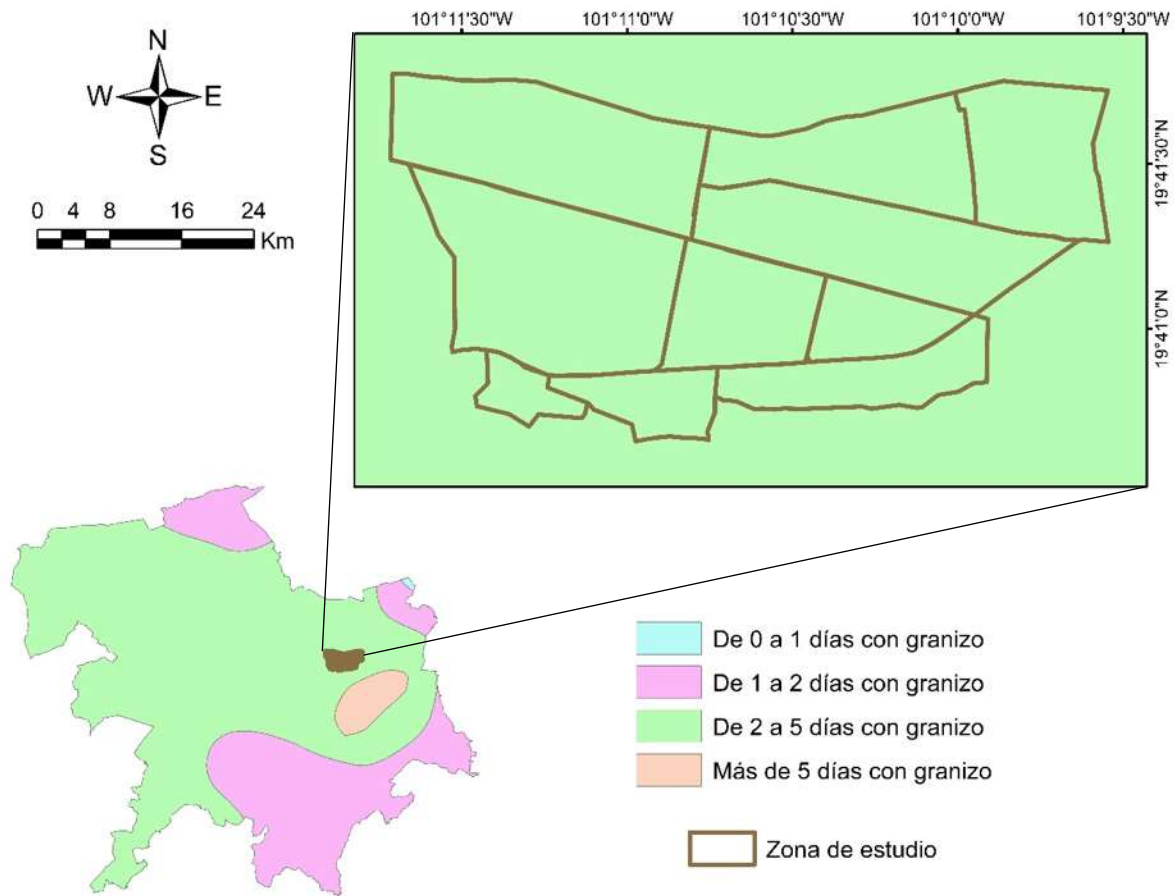 101°11'30"W 101°11'0"W 101°10'30"W 101°10'0"W 101°9'30"W
N
W E
S
19°41'30"N
0 4 8 16 24
Km
19°41'0"N
De 0 a 1 días con granizo
De 1 a 2 días con granizo
De 2 a 5 días con granizo
Más de 5 días con granizo
Zona de estudio